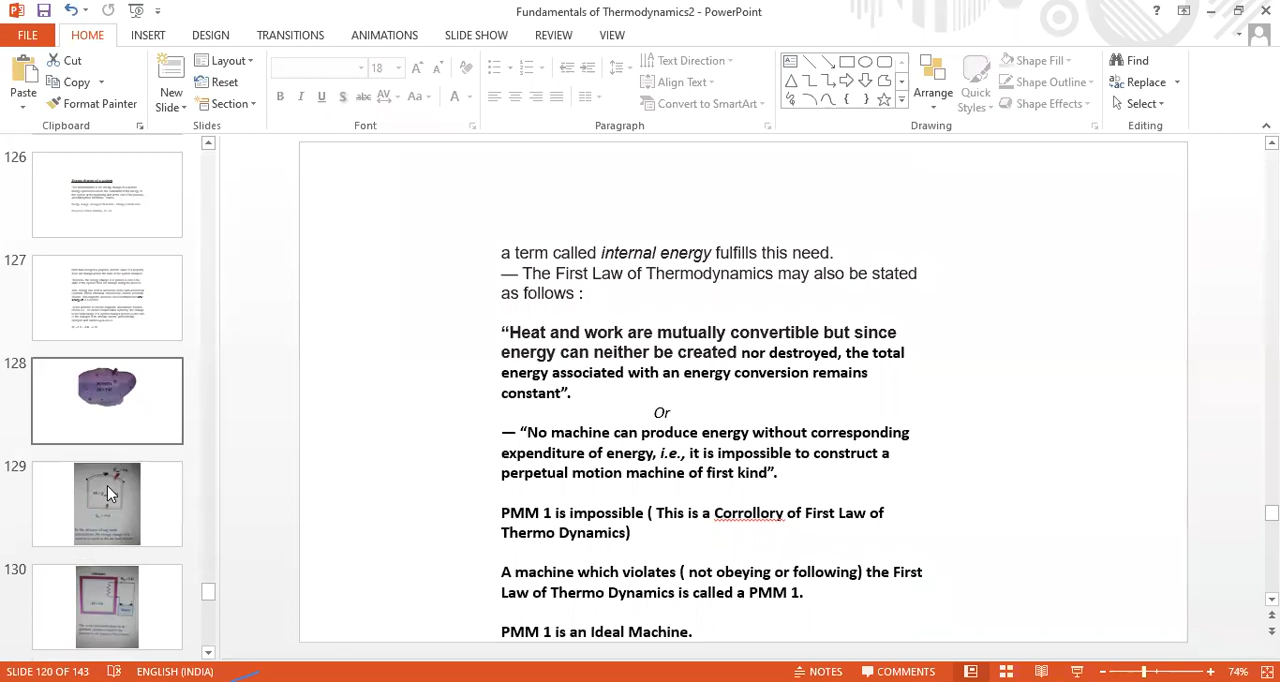 Fundamentals of Thermodynamics2 - PowerPoint
FILE HOME INSERT DESIGN TRANSITIONS ANIMATIONS SLIDE SHOW REVIEW VIEW
Paste
Cut
Copy
Format Painter
Clipboard
New Slide
Layout
Reset
Section
Slides
18
B I U S abc AV Aa A
Font
Text Direction
Align Text
Convert to SmartArt
Paragraph
Arrange
Quick Styles
Shape Fill
Shape Outline
Shape Effects
Drawing
Find
Replace
Select
Editing
126
127
128
129
130
a term called internal energy fulfills this need.
— The First Law of Thermodynamics may also be stated
as follows :
“Heat and work are mutually convertible but since
energy can neither be created nor destroyed, the total
energy associated with an energy conversion remains
constant”.
Or
— “No machine can produce energy without corresponding
expenditure of energy, i.e., it is impossible to construct a
perpetual motion machine of first kind”.
PMM 1 is impossible ( This is a Corrollory of First Law of
Thermo Dynamics)
A machine which violates ( not obeying or following) the First
Law of Thermo Dynamics is called a PMM 1.
PMM 1 is an Ideal Machine.
SLIDE 120 OF 143 ENGLISH (INDIA) NOTES COMMENTS 74%